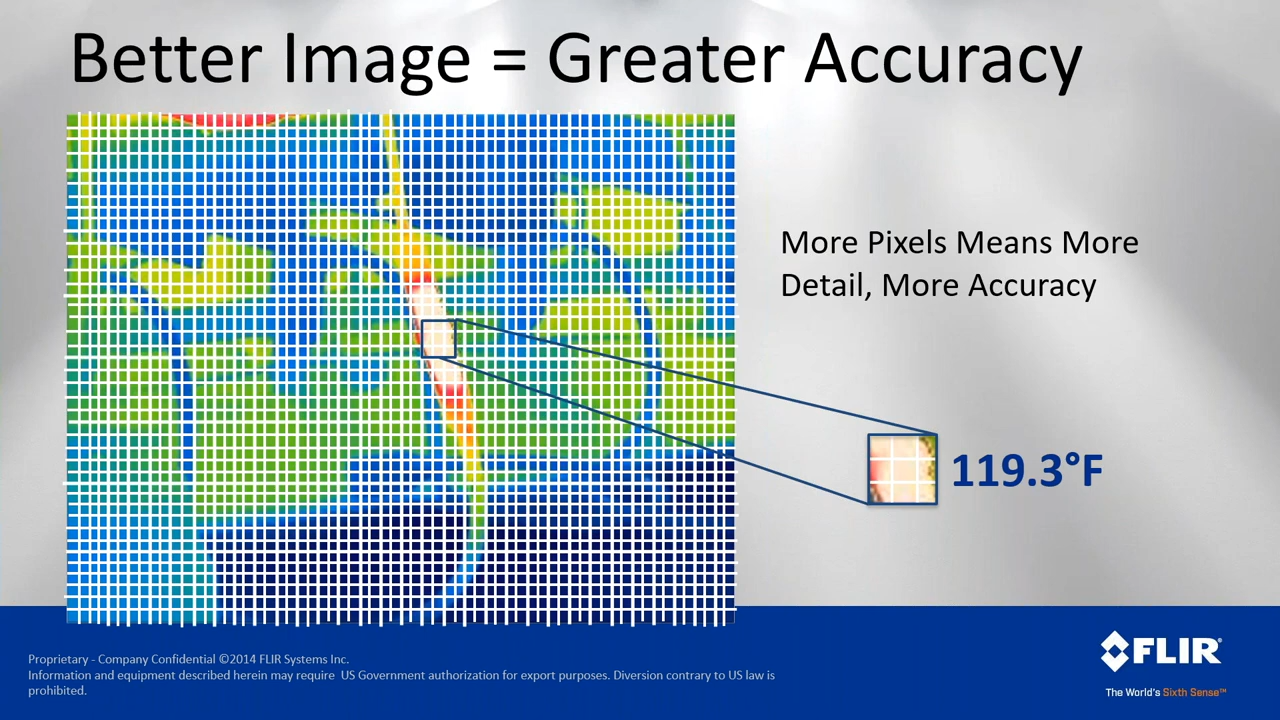 Better Image = Greater Accuracy
More Pixels Means More
Detail, More Accuracy
119.3°F
Proprietary - Company Confidential ©2014 FLIR Systems Inc.
Information and equipment described herein may require  US Government authorization for export purposes. Diversion contrary to US law is
prohibited.
FLIR®
The World's Sixth Sense™